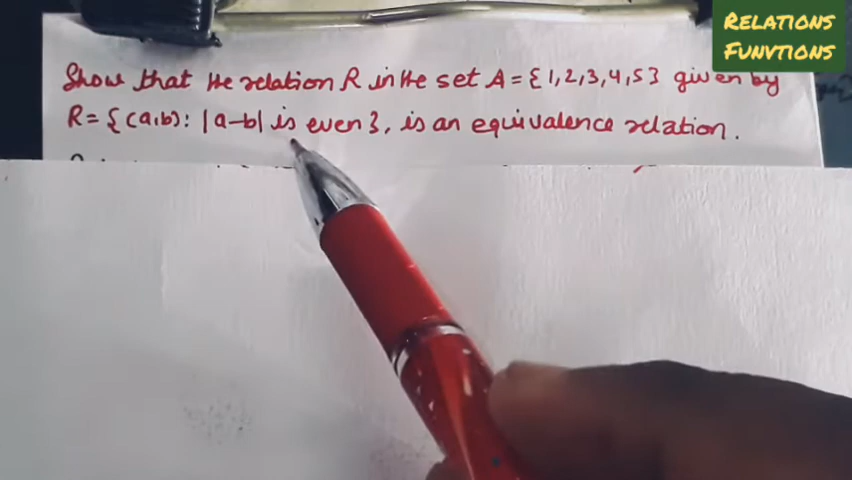 RELATIONS
FUNVTIONS
Show that the relation R in the set A = {1,2,3,4,5} given by
R = {(a,b): |a-b| is even}, is an equivalence relation.